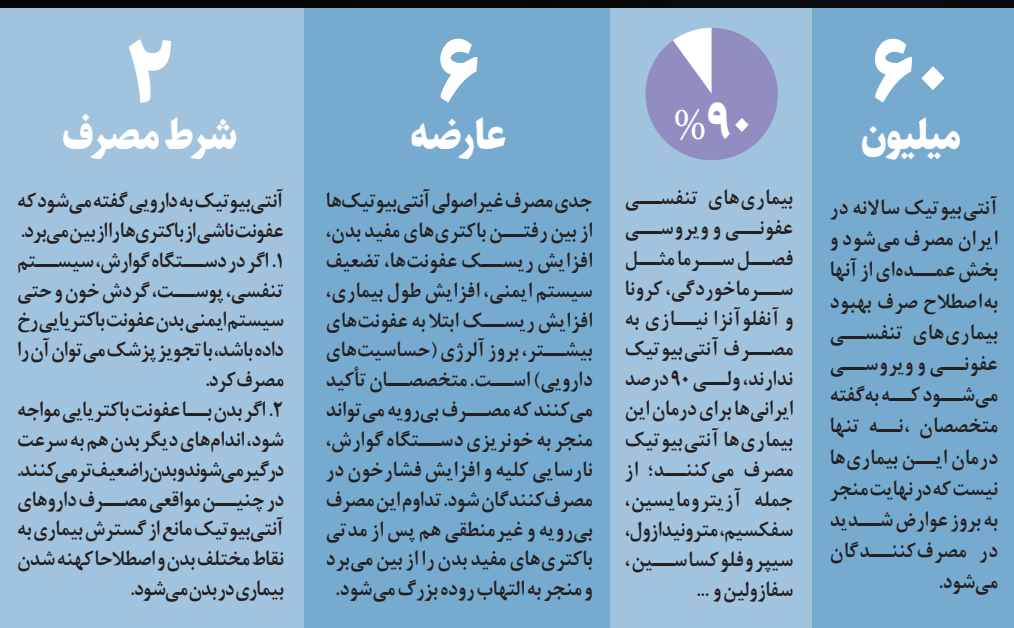 ۶۰
میلیون
آنتی‌بیوتیک سالانه در
ایران مصرف می‌شود و
بخش عمده‌ای از آنها
به‌اصطلاح صرف بهبود
بیماری‌های تنفسی
عفونی و ویروسی
می‌شود که به‌گفته
متخصصان ،نه تنها
درمان این بیماری‌ها
نیست که در نهایت منجر
به بروز عوارض شدید
در مصرف‌کنندگان
می‌شود.
%۹۰
بیماری‌های تنفسی
عفونی و ویروسی
فصل سرما مثل
سرماخوردگی، کرونا
و آنفلوآنزا نیازی به
مصرف آنتی‌بیوتیک
ندارند، ولی ۹۰ درصد
ایرانی‌ها برای درمان این
بیماری‌ها آنتی‌بیوتیک
مصرف می‌کنند؛ از
جمله آزیترومایسین،
سفکسیم، مترونیدازول،
سیپروفلوکساسین،
سفازولین و ...
۶
عارضه
جدی مصرف غیراصولی آنتی‌بیوتیک‌ها
از بین رفتن باکتری‌های مفید بدن،
افزایش ریسک عفونت‌ها، تضعیف
سیستم ایمنی، افزایش طول بیماری،
افزایش ریسک ابتلا به عفونت‌های
بیشتر، بروز آلرژی (حساسیت‌های
دارویی) است. متخصصان تأکید
می‌کنند که مصرف بی‌رویه می‌تواند
منجر به خونریزی دستگاه گوارش،
نارسایی کلیه و افزایش فشار خون در
مصرف‌کنندگان شود. تداوم این مصرف
بی‌رویه و غیرمنطقی هم پس از مدتی
باکتری‌های مفید بدن را از بین می‌برد
و منجر به التهاب روده بزرگ می‌شود.
۲
شرط مصرف
آنتی‌بیوتیک به دارویی گفته می‌شود که
عفونت ناشی از باکتری‌ها را از بین می‌برد.
۱. اگر در دستگاه گوارش، سیستم
تنفسی، پوست، گردش خون و حتی
سیستم ایمنی بدن عفونت باکتریایی رخ
داده باشد، با تجویز پزشک می‌توان آن را
مصرف کرد.
۲. اگر بدن با عفونت باکتریایی مواجه
شود، اندام‌های دیگر بدن هم به سرعت
درگیر می‌شوند و بدن را ضعیف‌تر می‌کنند.
در چنین مواقعی مصرف داروهای
آنتی‌بیوتیک مانع از گسترش بیماری به
نقاط مختلف بدن و اصطلاحا کهنه شدن
بیماری در بدن می‌شود.